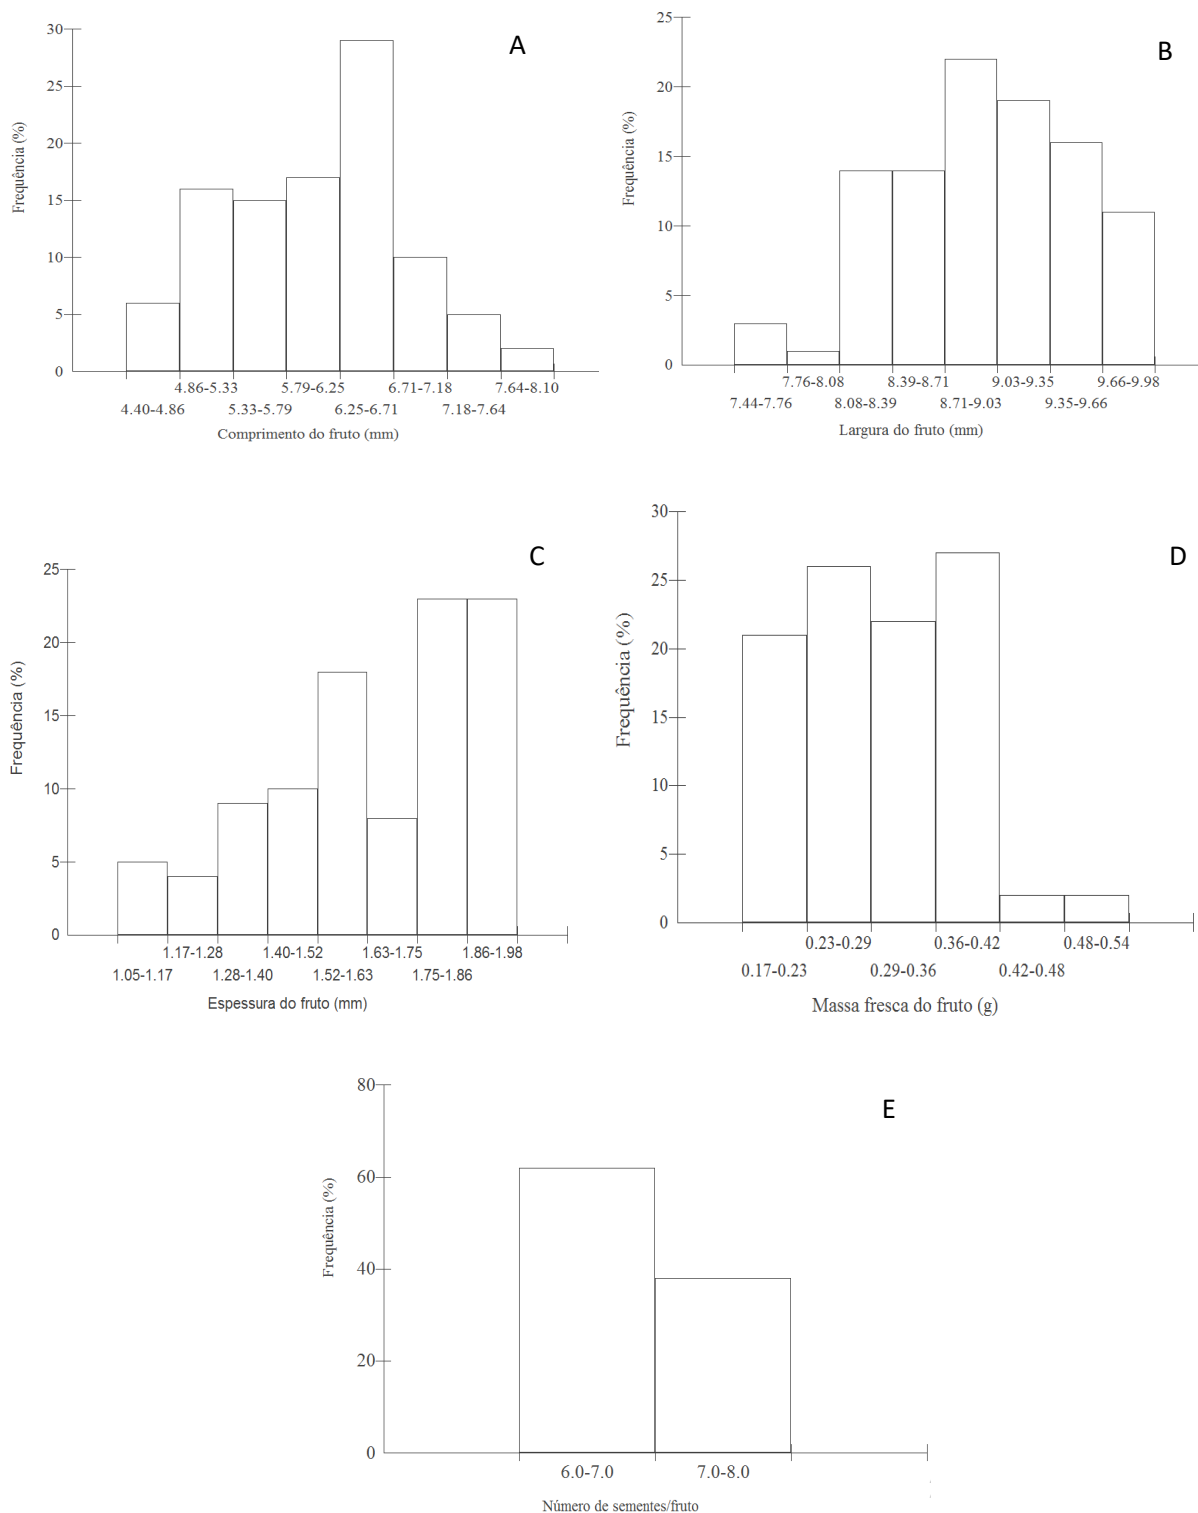 A
30
25
20
15
10
5
0
Frequência (%)
4.86-5.33 5.79-6.25 6.71-7.18 7.64-8.10
4.40-4.86 5.33-5.79 6.25-6.71 7.18-7.64
Comprimento do fruto (mm)
B
25
20
15
10
5
0
Frequência (%)
7.76-8.08 8.39-8.71 9.03-9.35 9.66-9.98
7.44-7.76 8.08-8.39 8.71-9.03 9.35-9.66
Largura do fruto (mm)
C
25
20
15
10
5
0
Frequência (%)
1.17-1.28 1.40-1.52 1.63-1.75 1.86-1.98
1.05-1.17 1.28-1.40 1.52-1.63 1.75-1.86
Espessura do fruto (mm)
D
30
25
20
15
10
5
0
Frequência (%)
0.23-0.29 0.36-0.42 0.48-0.54
0.17-0.23 0.29-0.36 0.42-0.48
Massa fresca do fruto (g)
E
80
60
40
20
0
Frequência (%)
6.0-7.0 7.0-8.0
Número de sementes/fruto